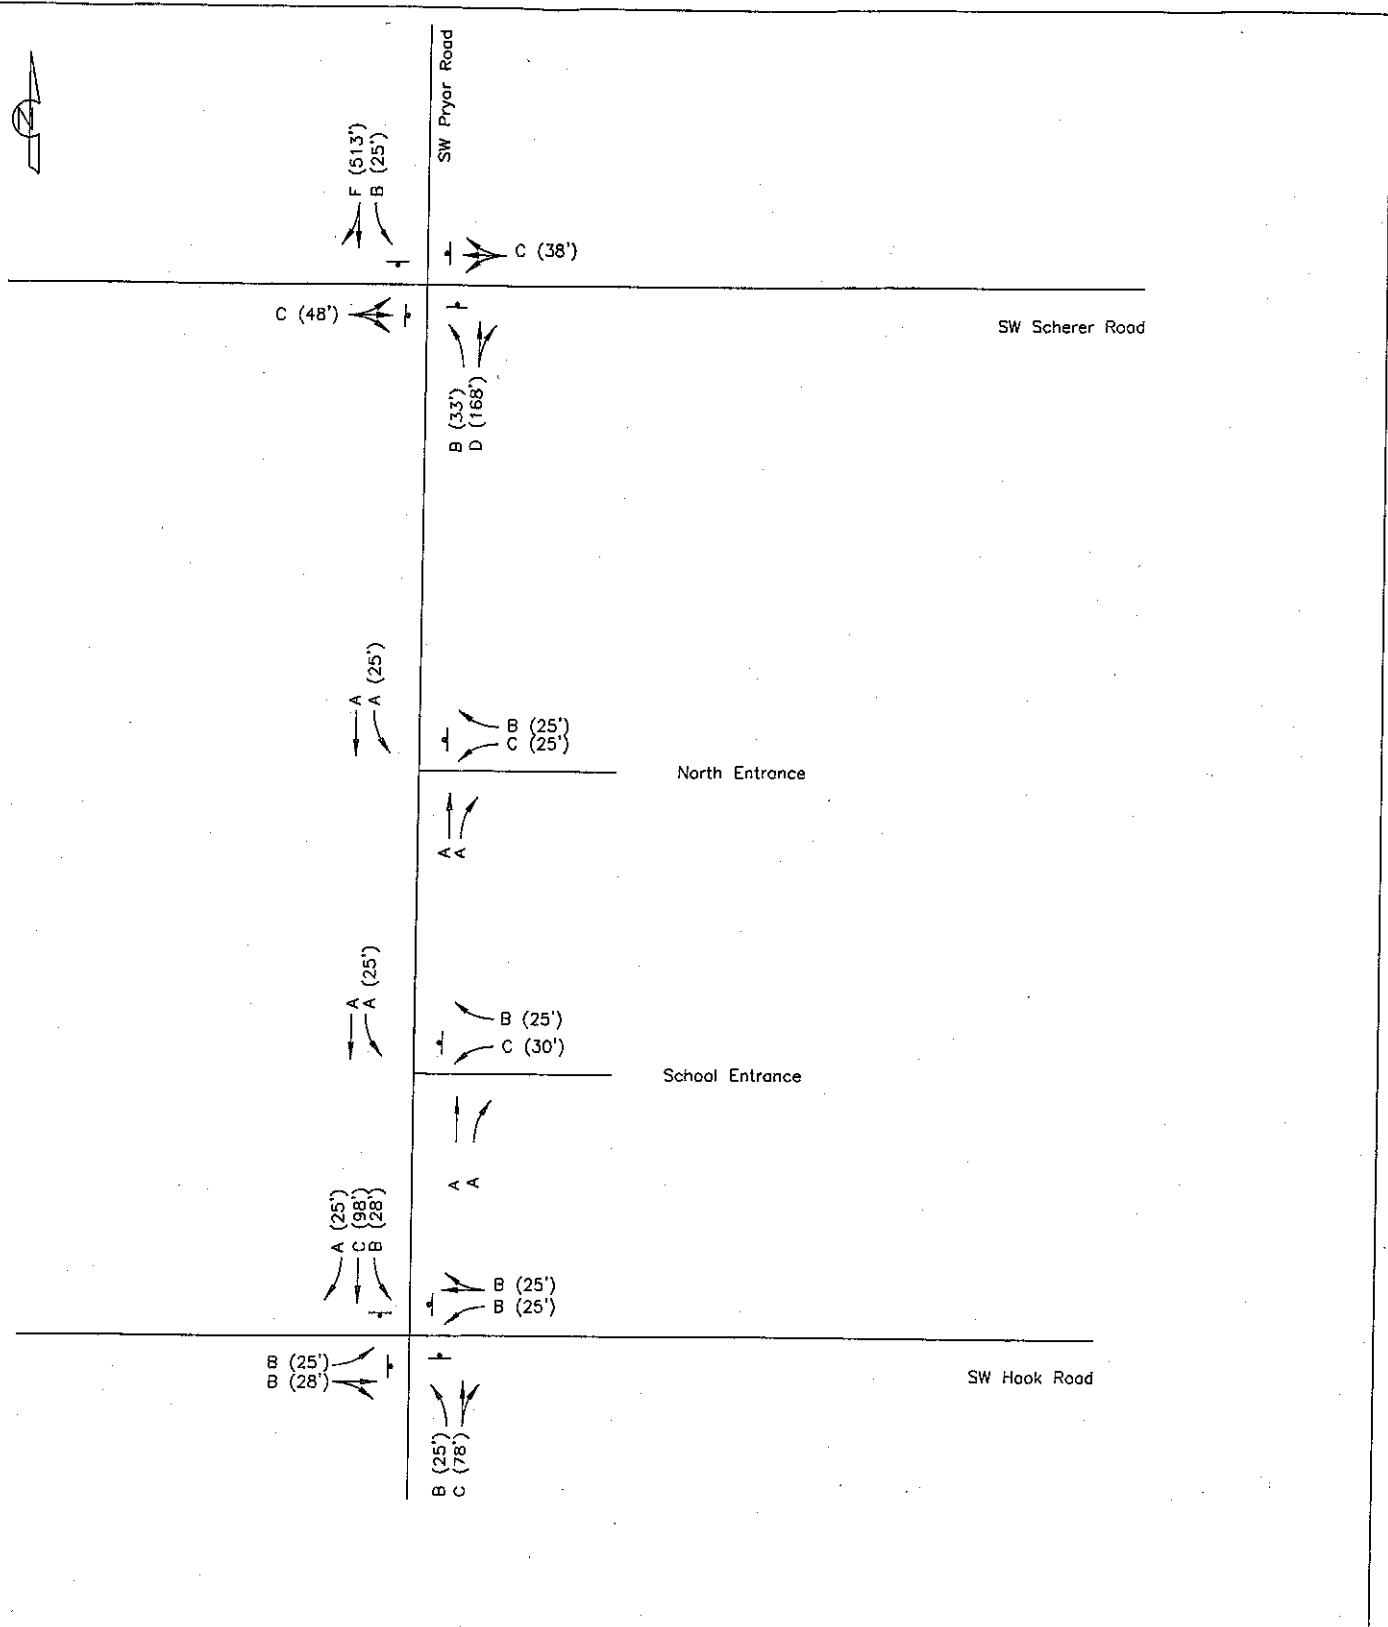 N
SW Pryor Road
F (513')
B (25')
C (38')
C (48')
SW Scherer Road
B (33')
D (168')
A
A (25')
B (25')
C (25')
North Entrance
A
A
A
A (25')
B (25')
C (30')
School Entrance
A
A
A (25')
C (98')
B (28')
B (25')
B (25')
B (25')
B (28')
SW Hook Road
B (25')
C (78')